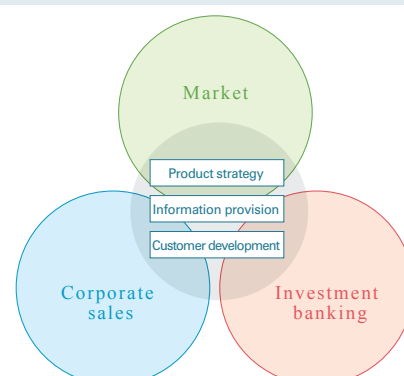 Market
Product strategy
Information provision
Customer development
Corporate
sales
Investment
banking